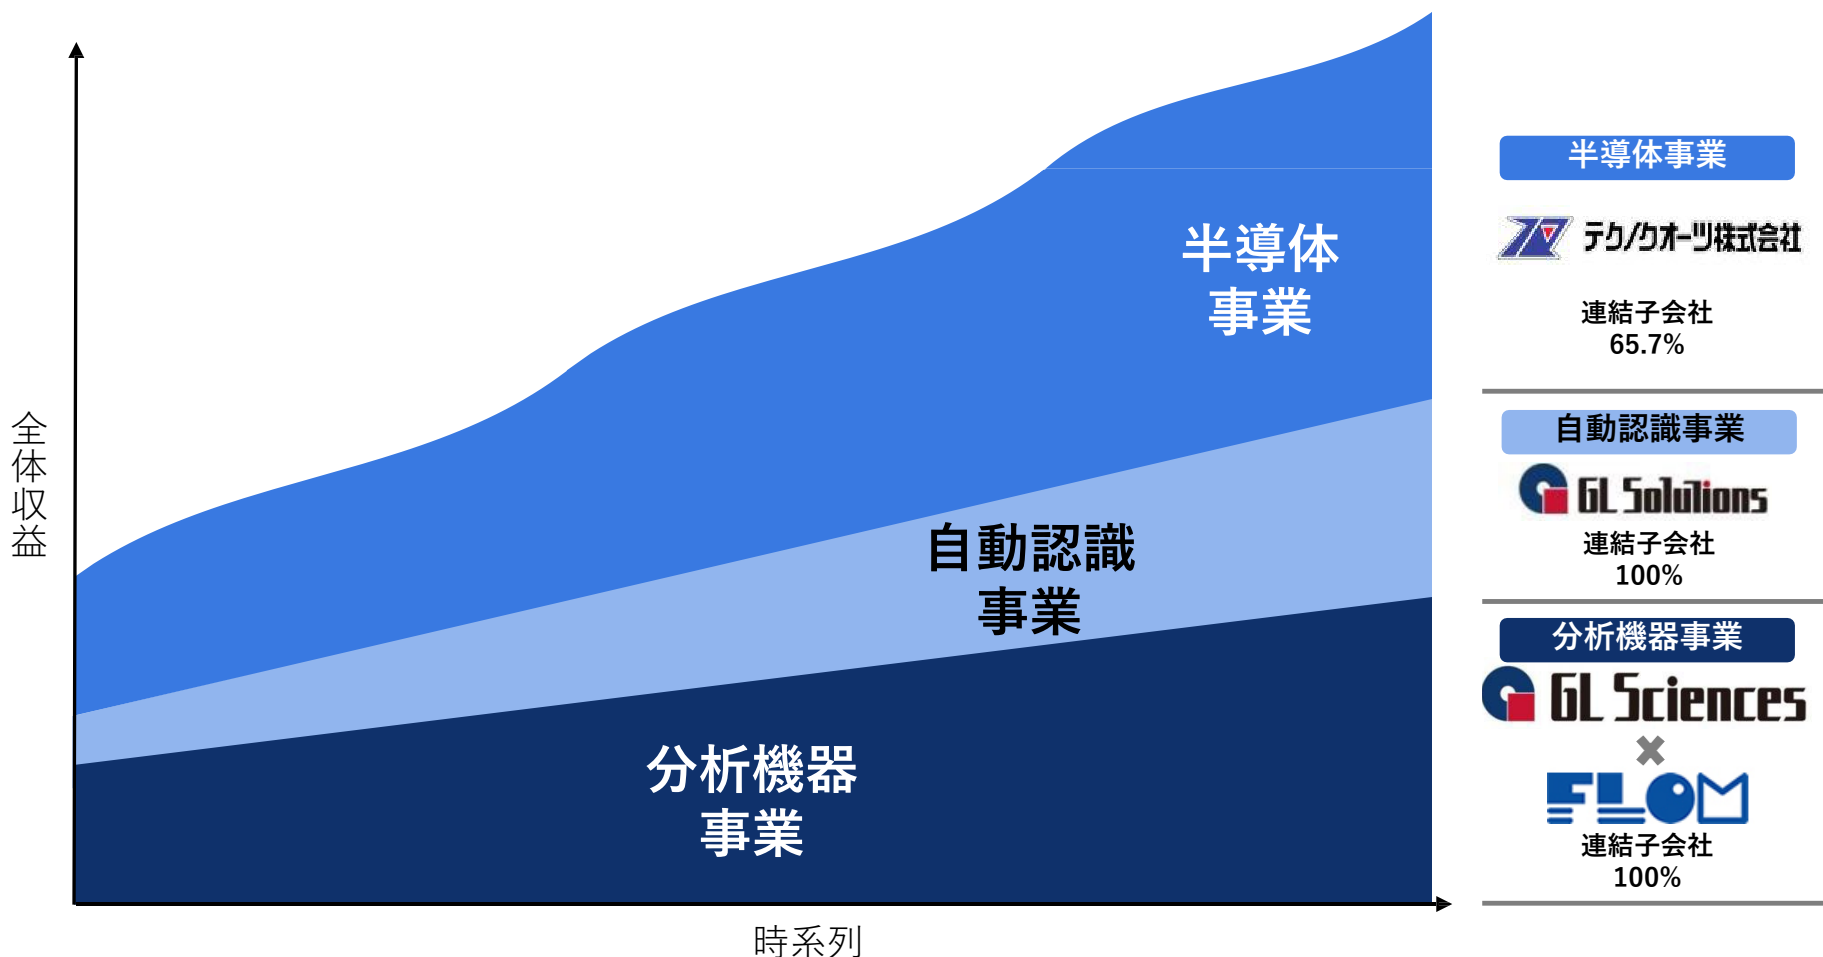 全体収益
半導体
事業
自動認識
事業
分析機器
事業
時系列
半導体事業
テクノクオーツ株式会社
連結子会社
65.7%
自動認識事業
GL Solutions
連結子会社
100%
分析機器事業
GL Sciences
FLOM
連結子会社
100%